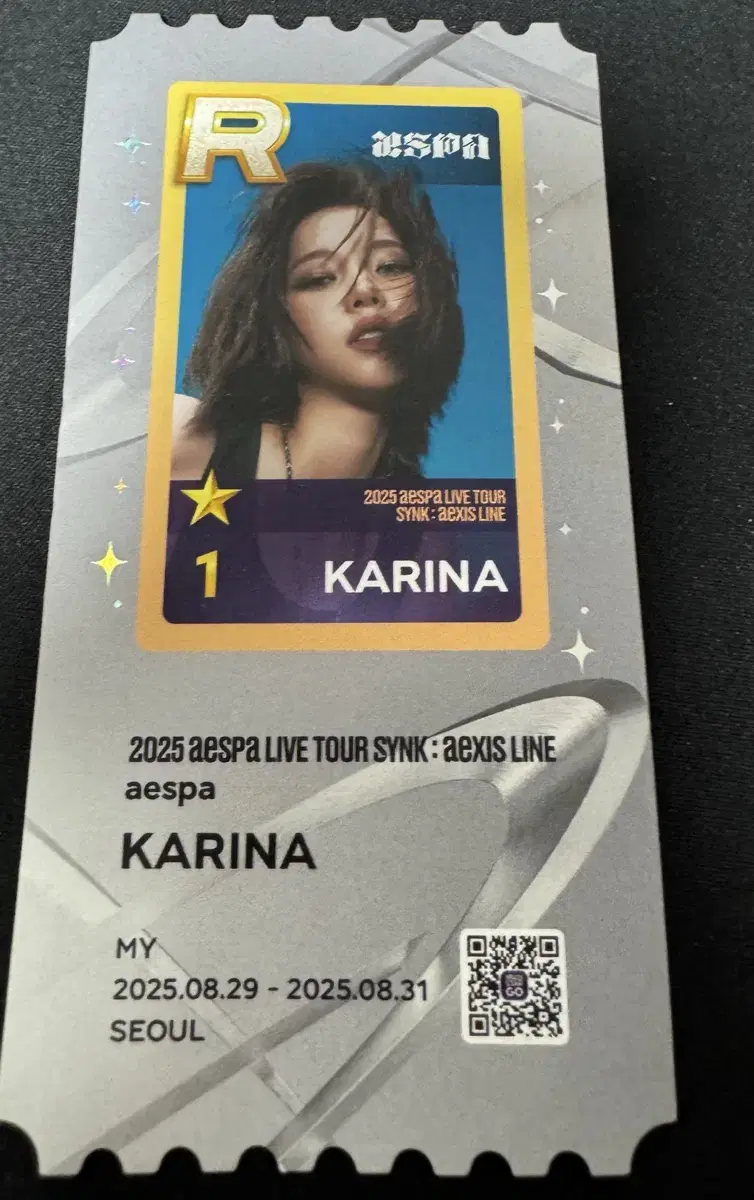 R
aespa
2025 aespa LIVE TOUR
SYNK : aeXIS LINE
1
KARINA
2025 aespa LIVE TOUR SYNK : aeXIS LINE
aespa
KARINA
MY
2025.08.29 - 2025.08.31
SEOUL
GO